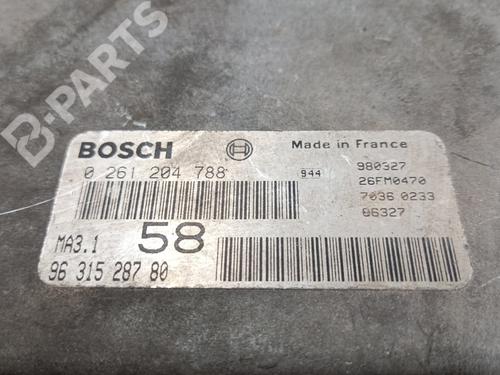 B-PARTS
BOSCH
Made in France
0 261 204 788
944
980327
26FM0470
7036 0233
96327
MA3.1
58
96 315 287 80